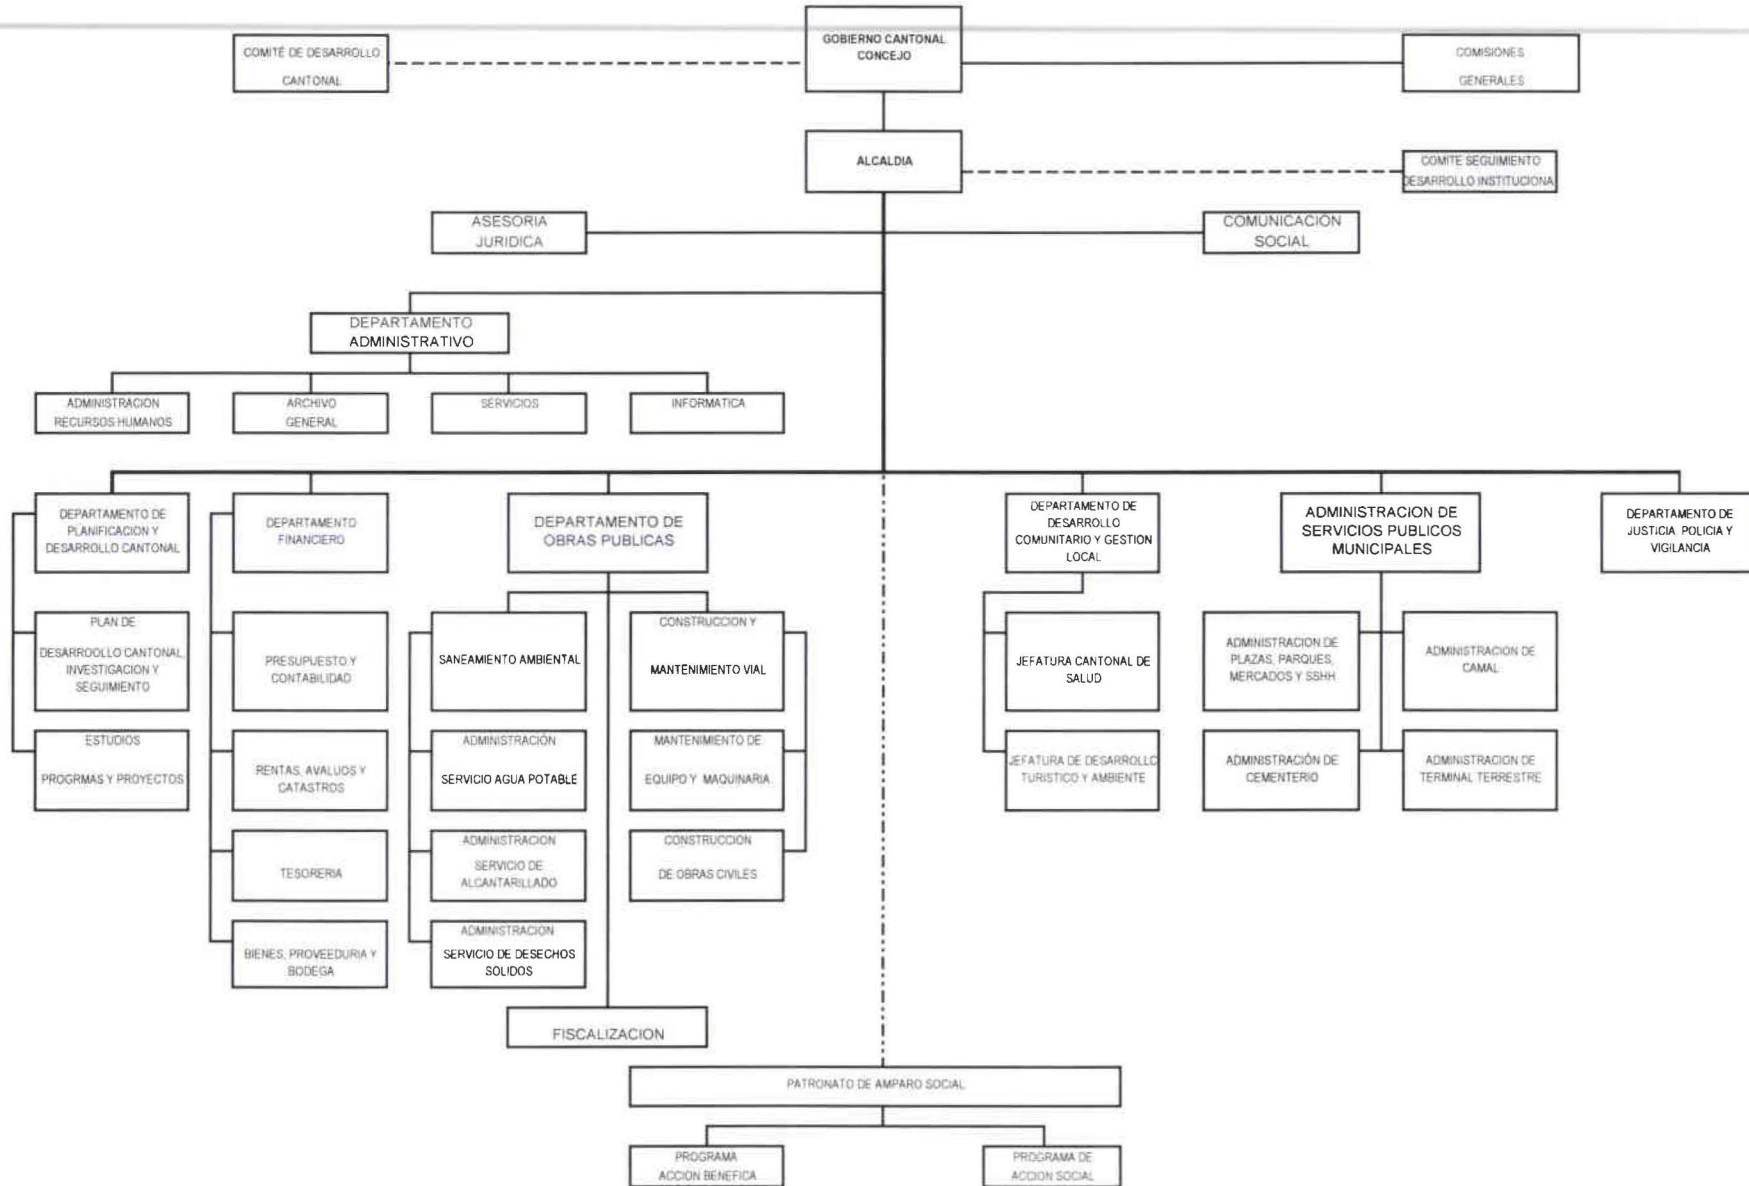 GOBIERNO CANTONAL
CONCEJO
COMITÉ DE DESARROLLO
CANTONAL
COMISIONES
GENERALES
ALCALDIA
COMITE SEGUIMIENTO
DESARROLLO INSTITUCIONA
ASESORIA
JURIDICA
COMUNICACION
SOCIAL
DEPARTAMENTO
ADMINISTRATIVO
ADMINISTRACION
RECURSOS HUMANOS
ARCHIVO
GENERAL
SERVICIOS
INFORMATICA
DEPARTAMENTO DE
PLANIFICACION Y
DESARROLLO CANTONAL
DEPARTAMENTO
FINANCIERO
DEPARTAMENTO DE
OBRAS PUBLICAS
DEPARTAMENTO DE
DESARROLLO
COMUNITARIO Y GESTION
LOCAL
ADMINISTRACION DE
SERVICIOS PUBLICOS
MUNICIPALES
DEPARTAMENTO DE
JUSTICIA POLICIA Y
VIGILANCIA
PLAN DE
DESARROOLLO CANTONAL,
INVESTIGACION Y
SEGUIMIENTO
PRESUPUESTO Y
CONTABILIDAD
SANEAMIENTO AMBIENTAL
CONSTRUCCION Y
MANTENIMIENTO VIAL
JEFATURA CANTONAL DE
SALUD
ADMINISTRACION DE
PLAZAS, PARQUES,
MERCADOS Y SSHH
ADMINISTRACION DE
CAMAL
ESTUDIOS
PROGRMAS Y PROYECTOS
RENTAS, AVALUOS Y
CATASTROS
ADMINISTRACIÓN
SERVICIO AGUA POTABLE
MANTENIMIENTO DE
EQUIPO Y MAQUINARIA
JEFATURA DE DESARROLLO
TURISTICO Y AMBIENTE
ADMINISTRACIÓN DE
CEMENTERIO
ADMINISTRACION DE
TERMINAL TERRESTRE
TESORERIA
ADMINISTRACION
SERVICIO DE
ALCANTARILLADO
CONSTRUCCION
DE OBRAS CIVILES
BIENES, PROVEEDURIA Y
BODEGA
ADMINISTRACION
SERVICIO DE DESECHOS
SOLIDOS
FISCALIZACION
PATRONATO DE AMPARO SOCIAL
PROGRAMA
ACCION BENEFICA
PROGRAMA DE
ACCION SOCIAL